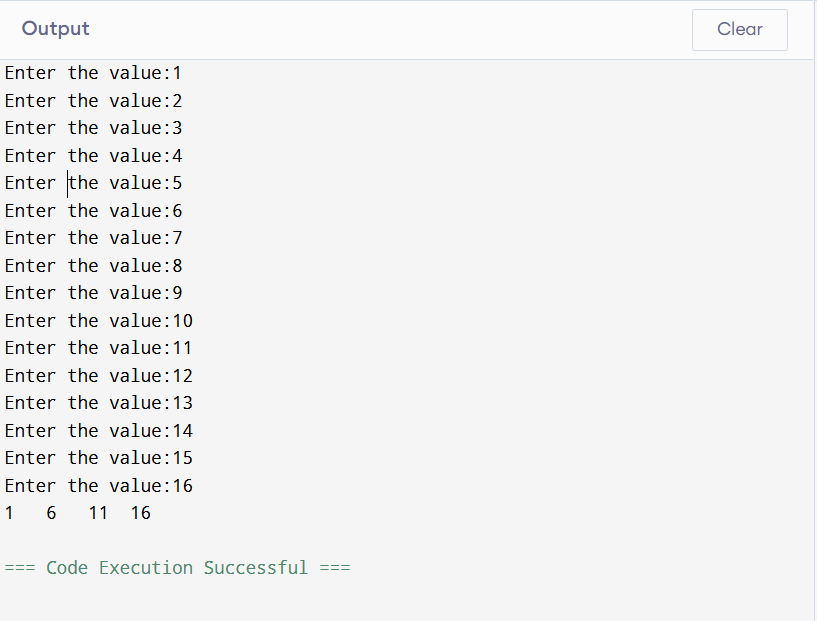 Output
Clear
Enter the value:1
Enter the value:2
Enter the value:3
Enter the value:4
Enter the value:5
Enter the value:6
Enter the value:7
Enter the value:8
Enter the value:9
Enter the value:10
Enter the value:11
Enter the value:12
Enter the value:13
Enter the value:14
Enter the value:15
Enter the value:16
1   6   11  16
=== Code Execution Successful ===